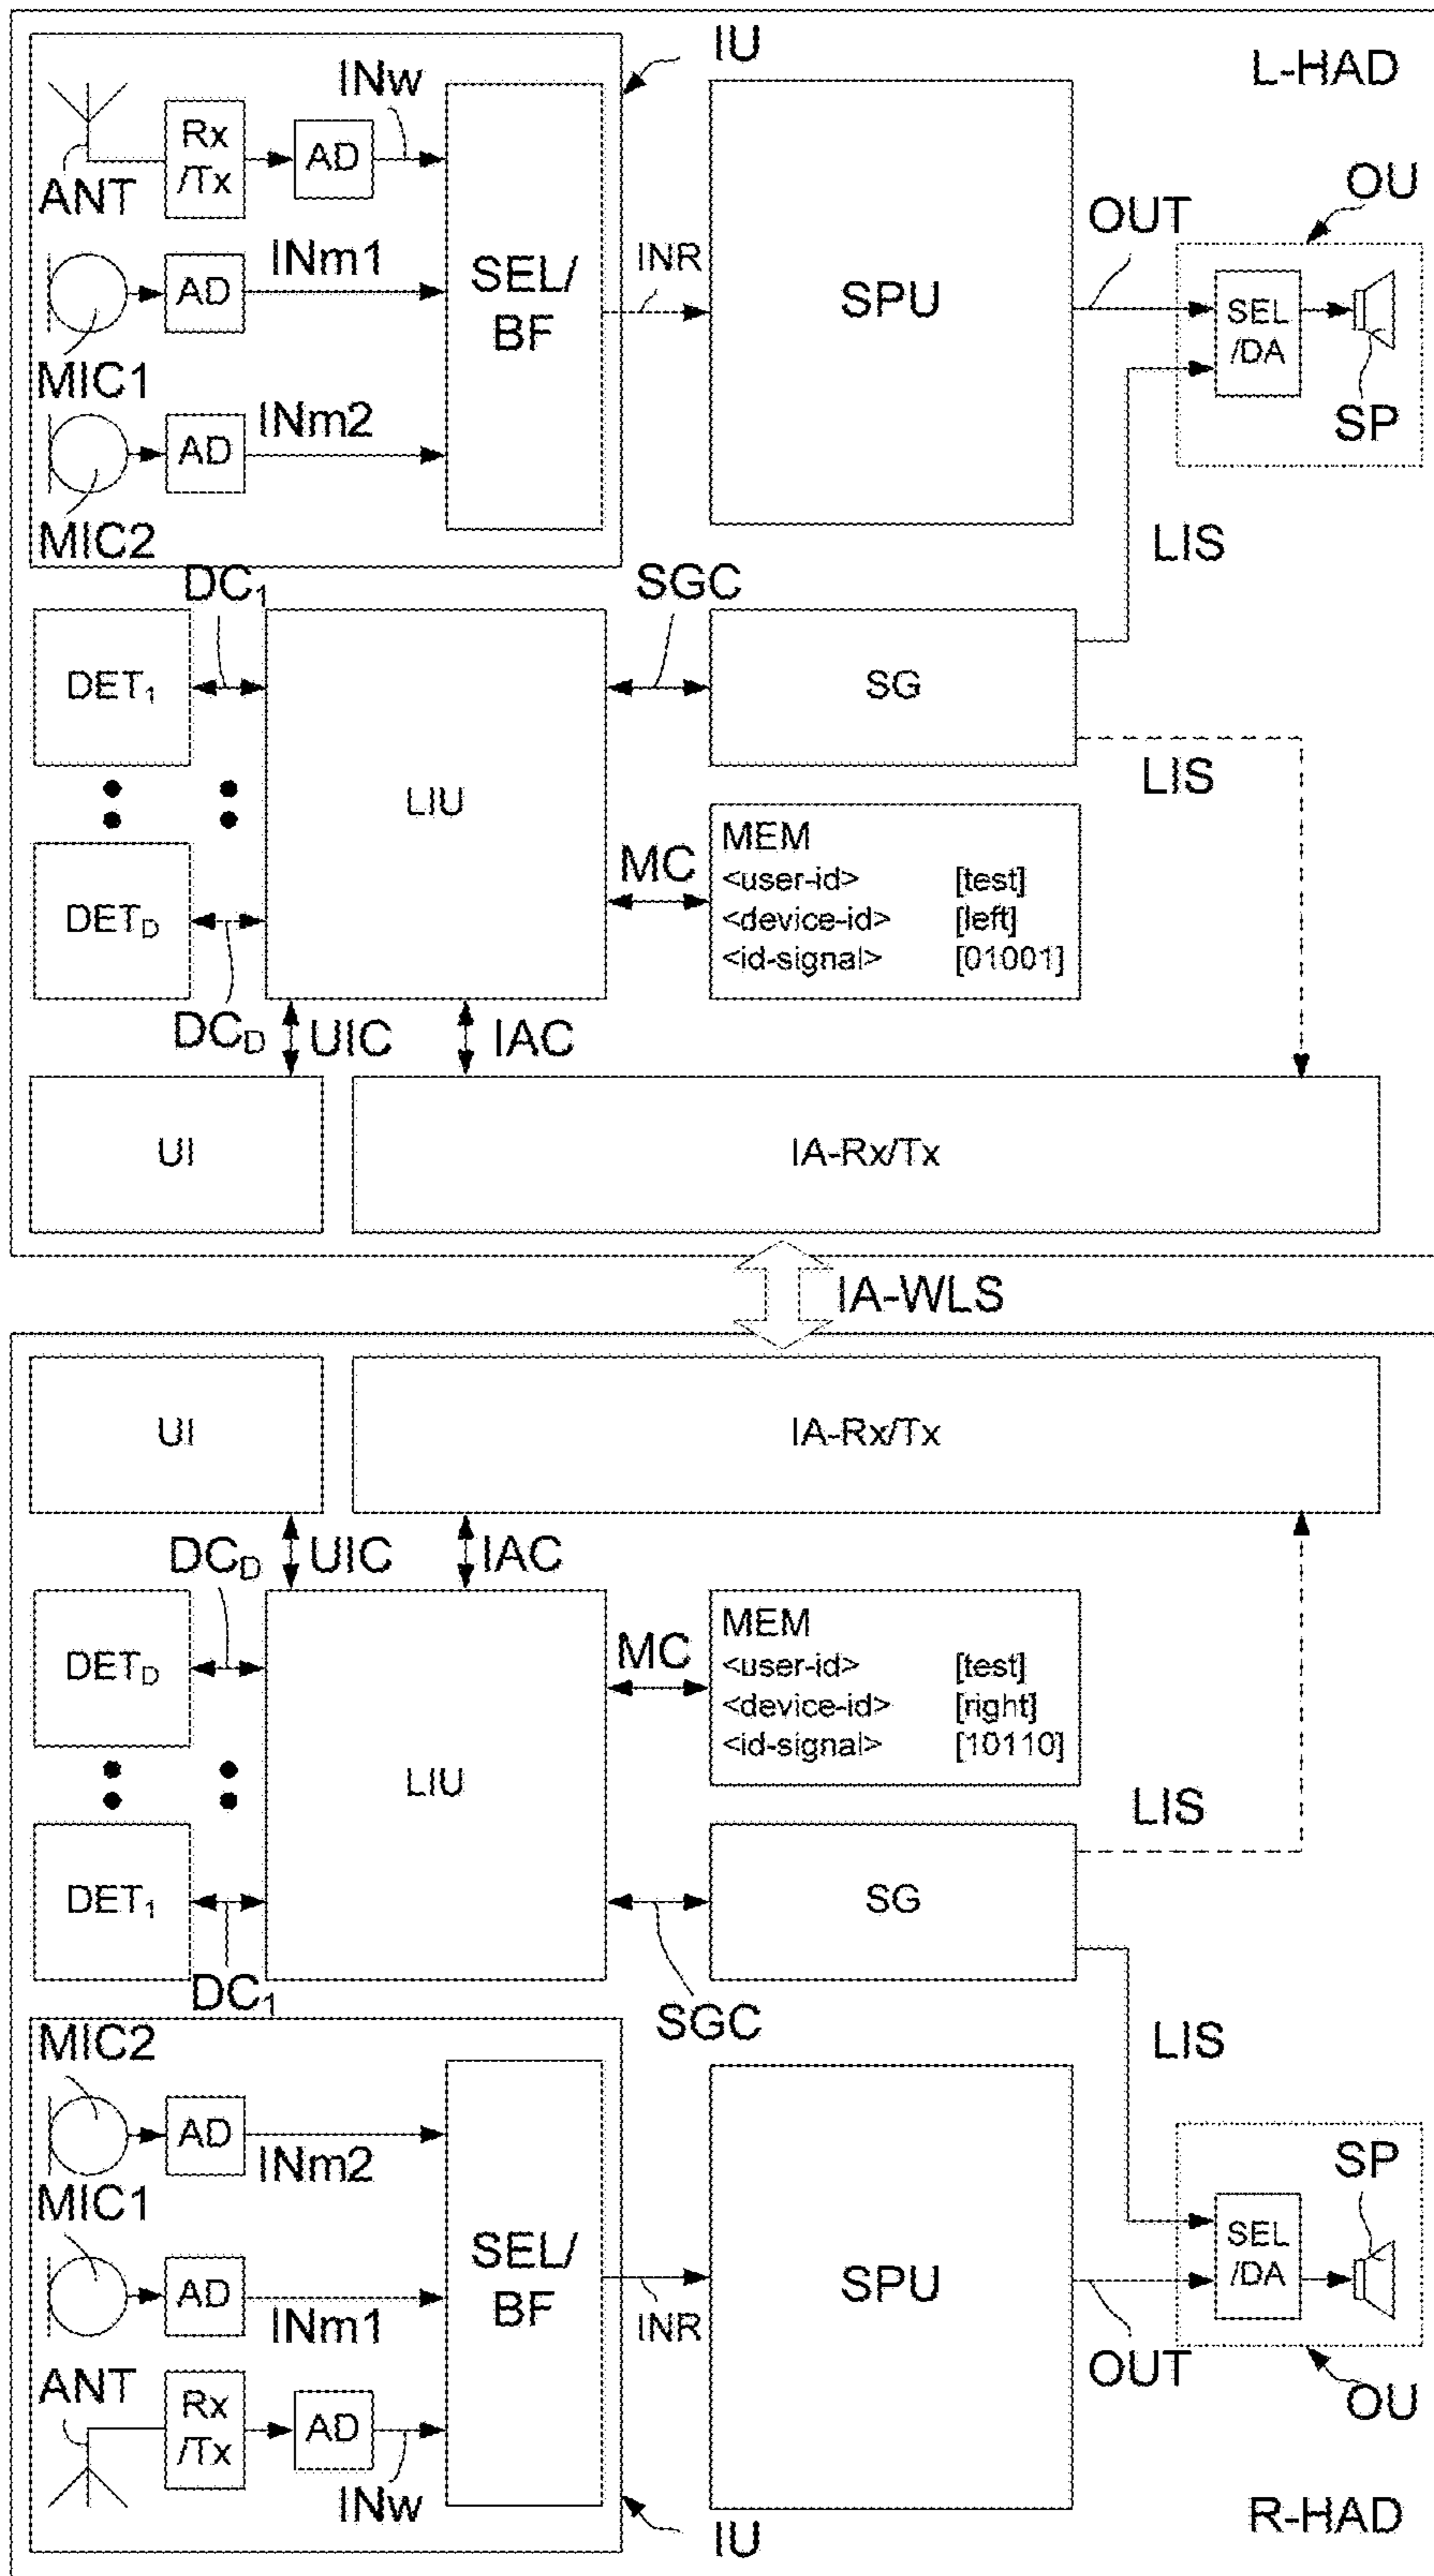 IU
L-HAD
INw
Rx
/Tx
AD
ANT
OU
INm1
AD
SEL/
BF
INR
SPU
OUT
SEL
/DA
MIC1
INm2
AD
SP
MIC2
LIS
DC1
SGC
DET1
LIU
SG
LIS
MC
MEM
<user-id> [test]
<device-id> [left]
<id-signal> [01001]
DETD
DCD
UIC
IAC
UI
IA-Rx/Tx
IA-WLS
UI
IA-Rx/Tx
DCD
UIC
IAC
DETD
LIU
MC
MEM
<user-id> [test]
<device-id> [right]
<id-signal> [10110]
LIS
DET1
SG
DC1
SGC
MIC2
LIS
AD
INm2
MIC1
SP
AD
INm1
SEL/
BF
INR
SPU
SEL
/DA
OUT
ANT
Rx
/Tx
AD
OU
INw
IU
R-HAD